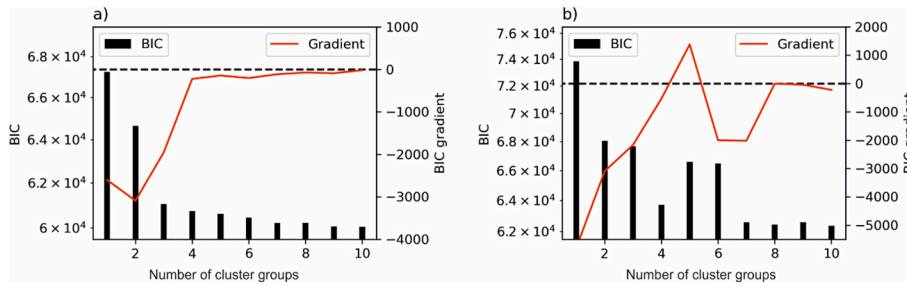 a)
BIC
Gradient
6.8 × 10⁴
6.6 × 10⁴
6.4 × 10⁴
6.2 × 10⁴
6 × 10⁴
BIC
1000
0
−1000
−2000
−3000
−4000
BIC gradient
2 4 6 8 10
Number of cluster groups
b)
BIC
Gradient
7.6 × 10⁴
7.4 × 10⁴
7.2 × 10⁴
7 × 10⁴
6.8 × 10⁴
6.6 × 10⁴
6.4 × 10⁴
6.2 × 10⁴
BIC
2000
1000
0
−1000
−2000
−3000
−4000
−5000
BIC gradient
2 4 6 8 10
Number of cluster groups